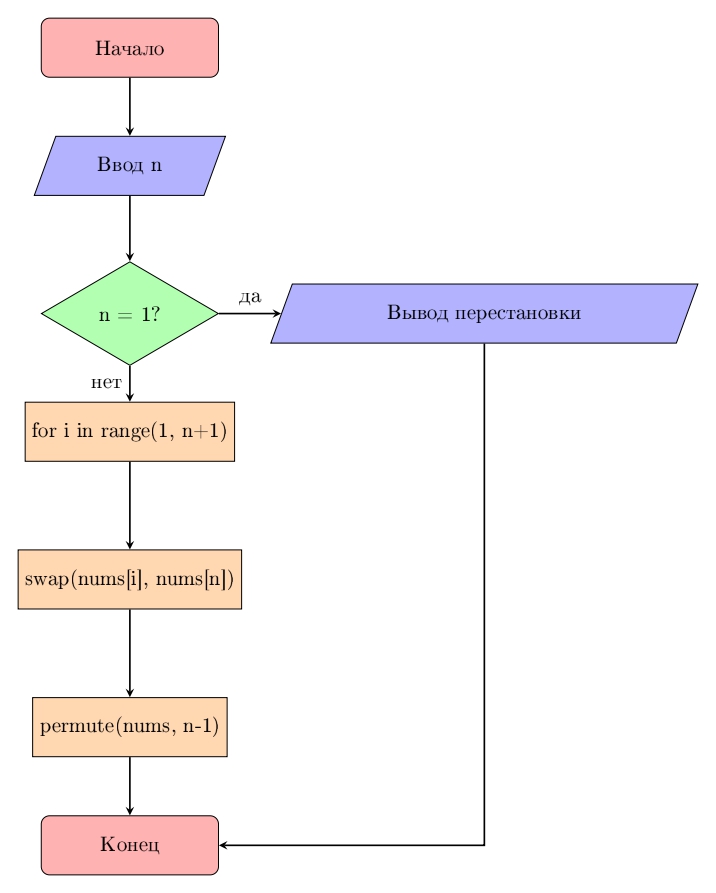 Начало
Ввод n
n = 1?
да
Вывод перестановки
нет
for i in range(1, n+1)
swap(nums[i], nums[n])
permute(nums, n-1)
Конец